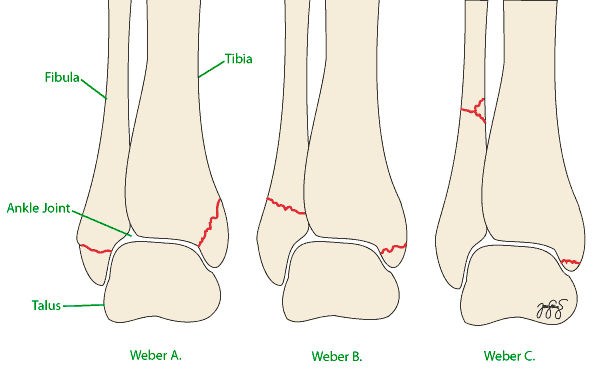 Tibia
Fibula
Ankle Joint
Talus
Weber A.
Weber B.
Weber C.